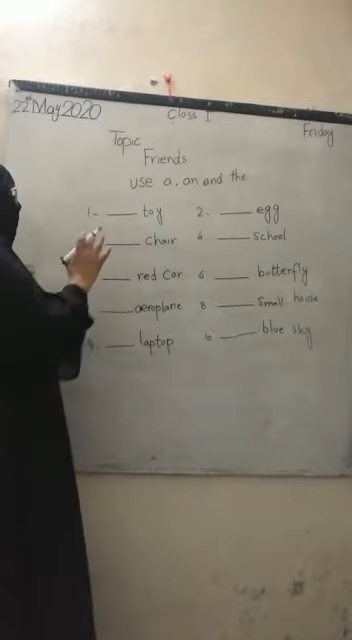 22nd May 2020 Class I Friday
Topic
Friends
use a, an and the
1- ___ toy 2- ___ egg
___ chair 4 ___ school
___ red car 6 ___ butterfly
___ aeroplane 8 ___ small house
9. ___ laptop 10 ___ blue sky